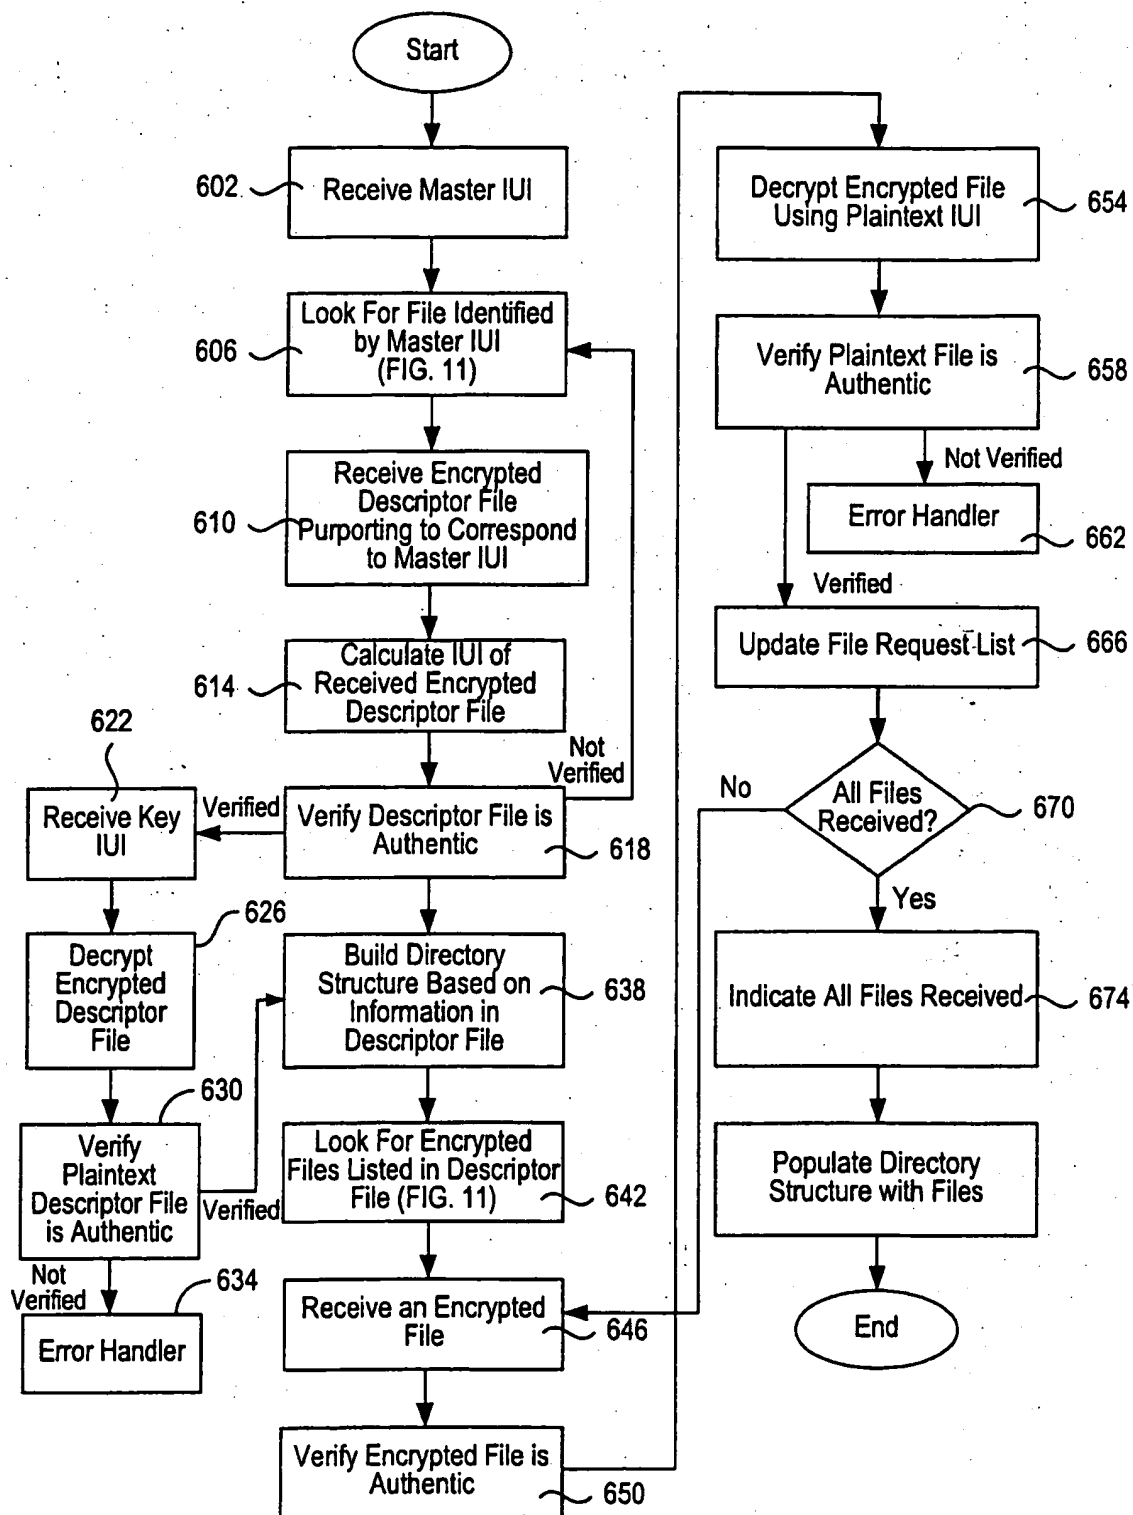 Start
602
Receive Master IUI
606
Look For File Identified
by Master IUI
(FIG. 11)
610
Receive Encrypted
Descriptor File
Purporting to Correspond
to Master IUI
614
Calculate IUI of
Received Encrypted
Descriptor File
Not
Verified
622
Receive Key
IUI
Verified
Verify Descriptor File is
Authentic
618
626
Decrypt
Encrypted
Descriptor
File
Build Directory
Structure Based on
Information in
Descriptor File
638
630
Verify
Plaintext
Descriptor File
is Authentic
Verified
Look For Encrypted
Files Listed in Descriptor
File (FIG. 11)
642
Not
Verified
634
Error Handler
Receive an Encrypted
File
646
Verify Encrypted File is
Authentic
650
Decrypt Encrypted File
Using Plaintext IUI
654
Verify Plaintext File is
Authentic
658
Not Verified
Error Handler
662
Verified
Update File Request List
666
No
All Files
Received?
670
Yes
Indicate All Files Received
674
Populate Directory
Structure with Files
End